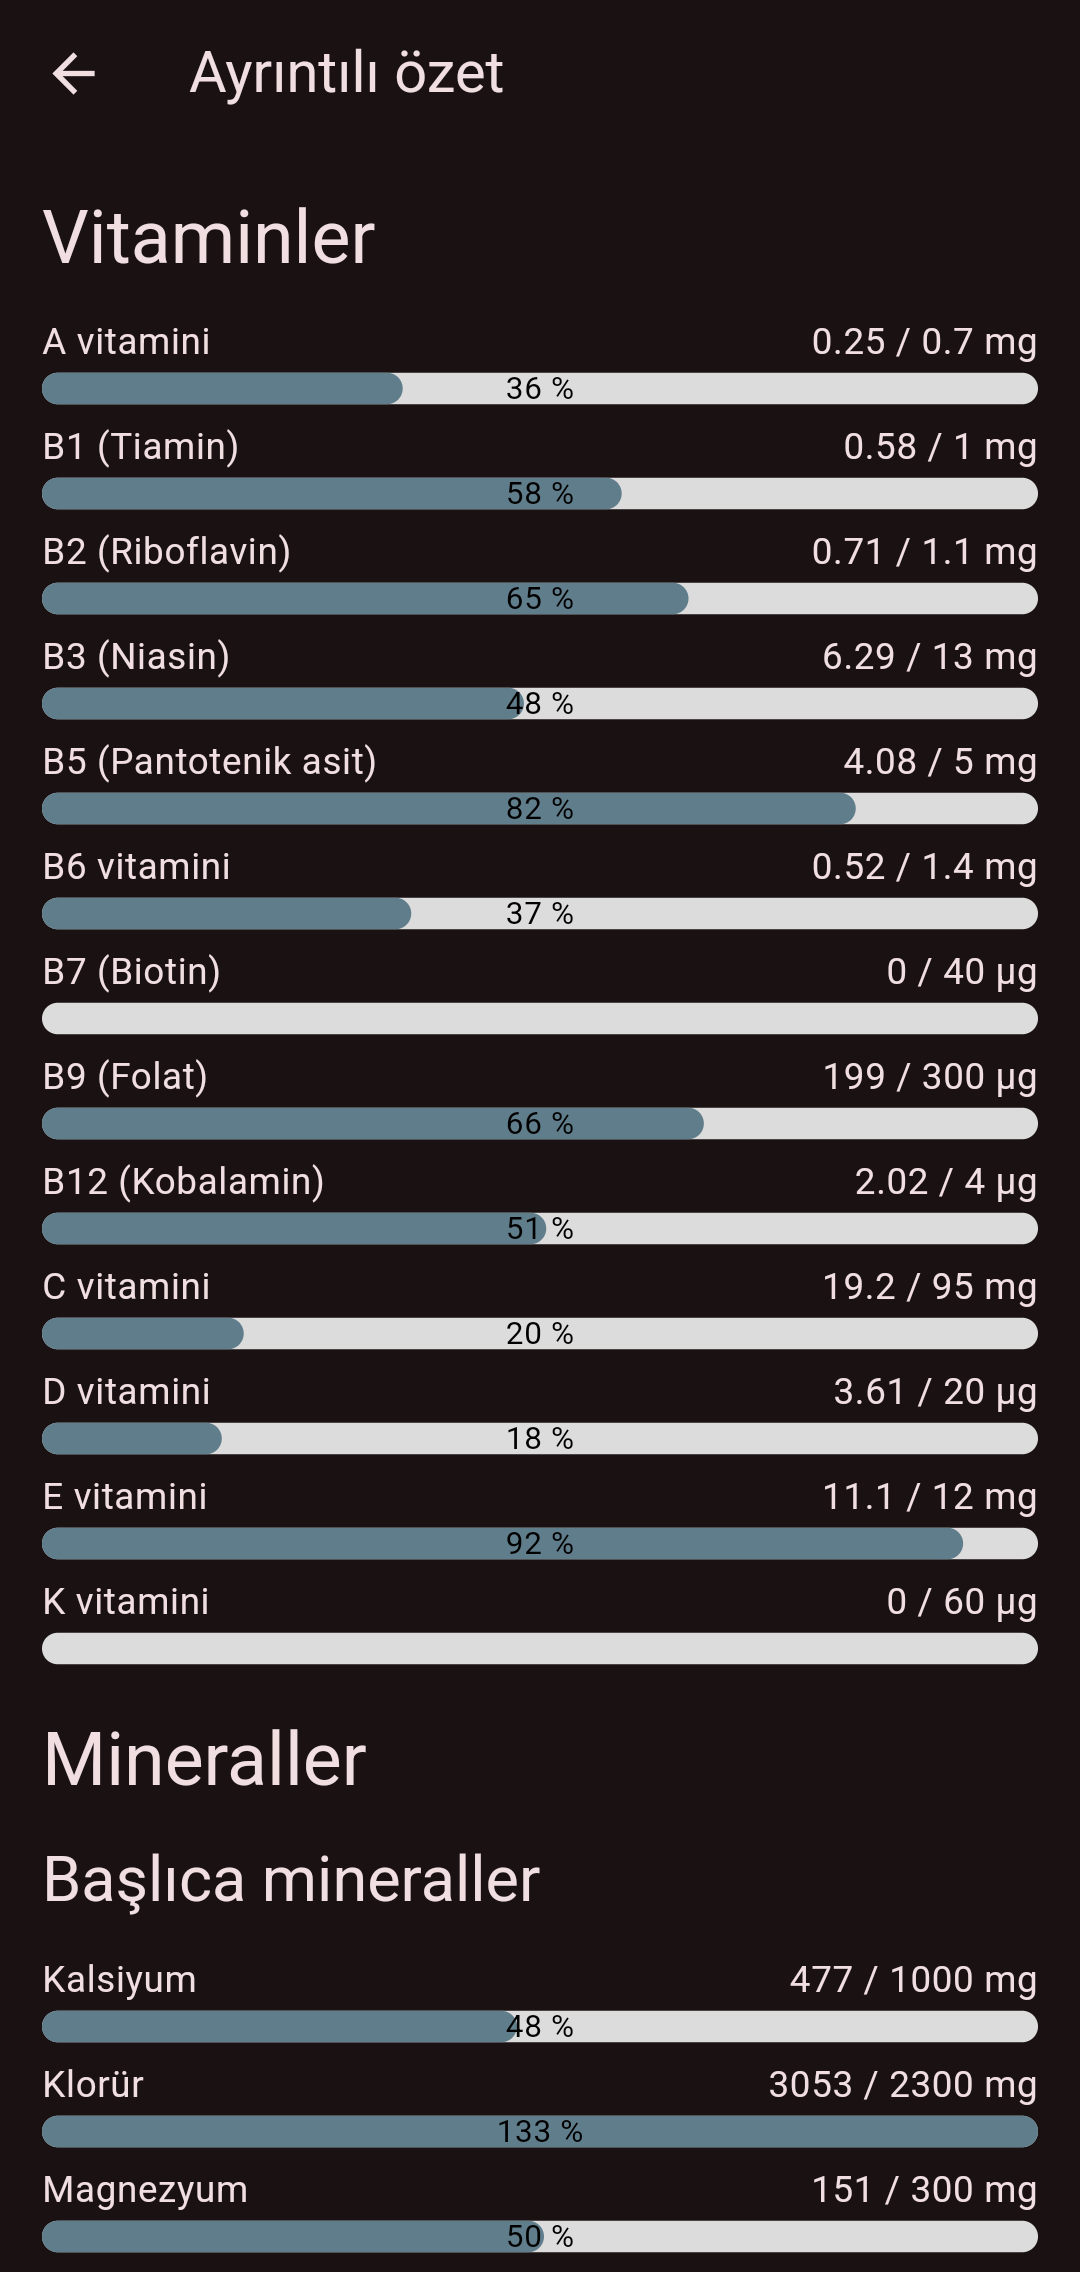 Ayrıntılı özet
Vitaminler
A vitamini 0.25 / 0.7 mg
36 %
B1 (Tiamin) 0.58 / 1 mg
58 %
B2 (Riboflavin) 0.71 / 1.1 mg
65 %
B3 (Niasin) 6.29 / 13 mg
48 %
B5 (Pantotenik asit) 4.08 / 5 mg
82 %
B6 vitamini 0.52 / 1.4 mg
37 %
B7 (Biotin) 0 / 40 µg
B9 (Folat) 199 / 300 µg
66 %
B12 (Kobalamin) 2.02 / 4 µg
51 %
C vitamini 19.2 / 95 mg
20 %
D vitamini 3.61 / 20 µg
18 %
E vitamini 11.1 / 12 mg
92 %
K vitamini 0 / 60 µg
Mineraller
Başlıca mineraller
Kalsiyum 477 / 1000 mg
48 %
Klorür 3053 / 2300 mg
133 %
Magnezyum 151 / 300 mg
50 %